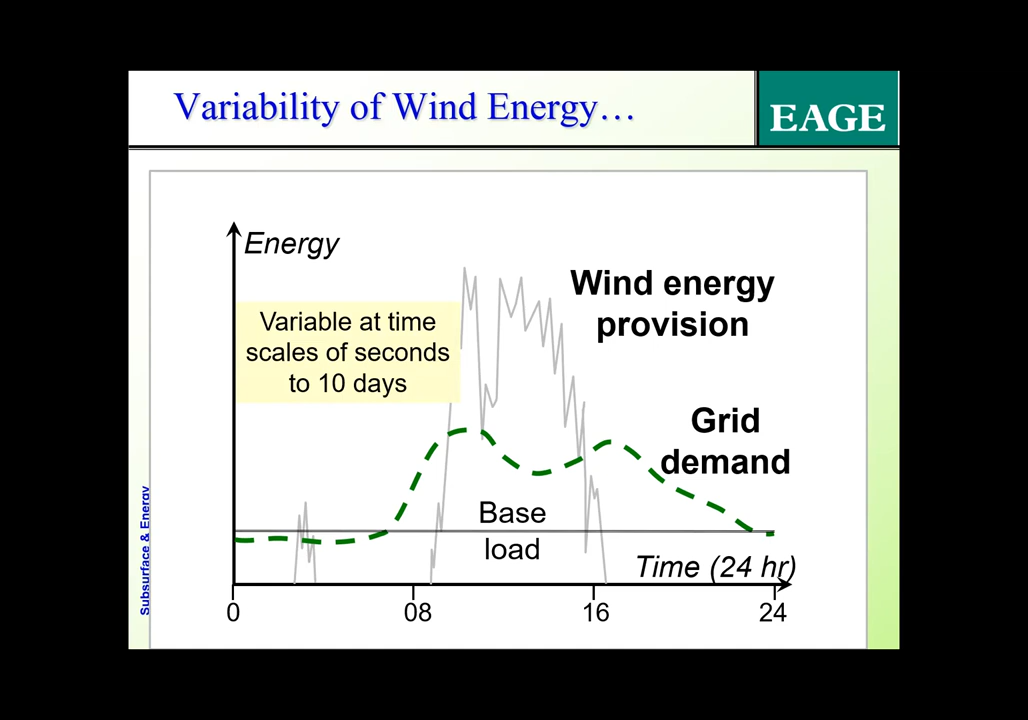 Variability of Wind Energy…
EAGE
Energy
Variable at time
scales of seconds
to 10 days
Wind energy
provision
Grid
demand
Base
load
Time (24 hr)
0 08 16 24
Subsurface & Energy